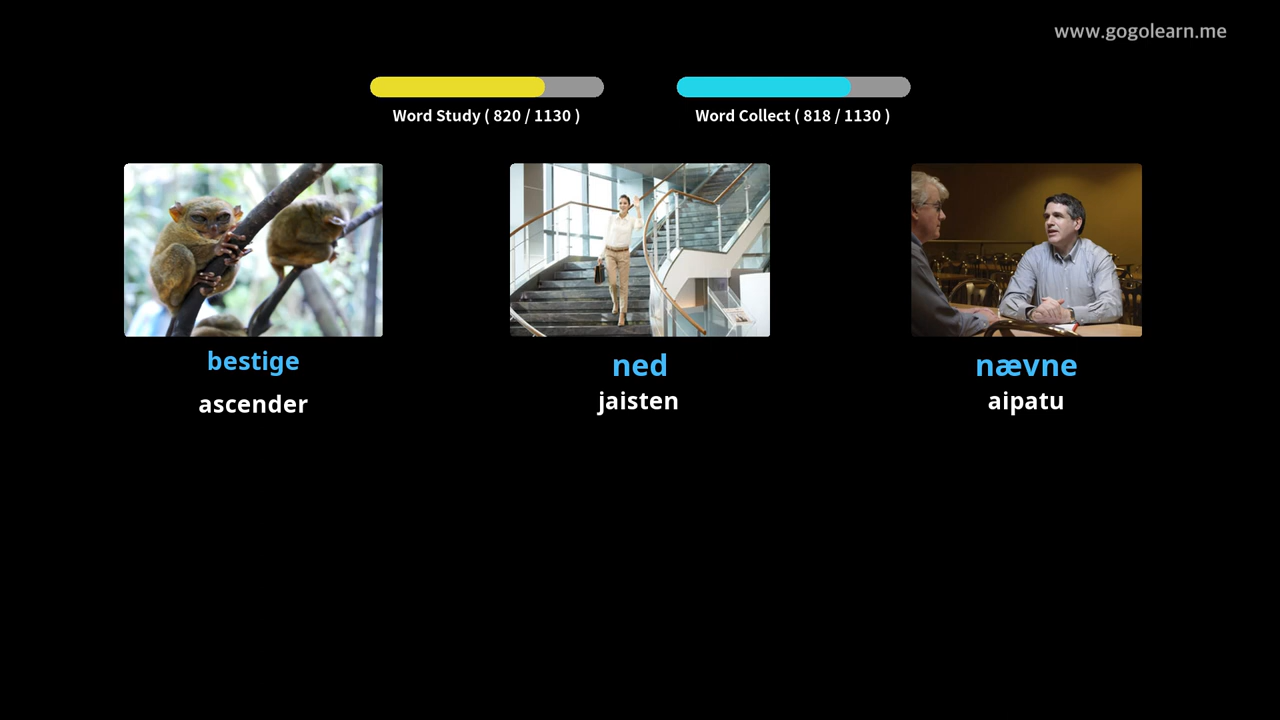 www.gogolearn.me
Word Study ( 820 / 1130 )
Word Collect ( 818 / 1130 )
bestige
ascender
ned
jaisten
nævne
aipatu